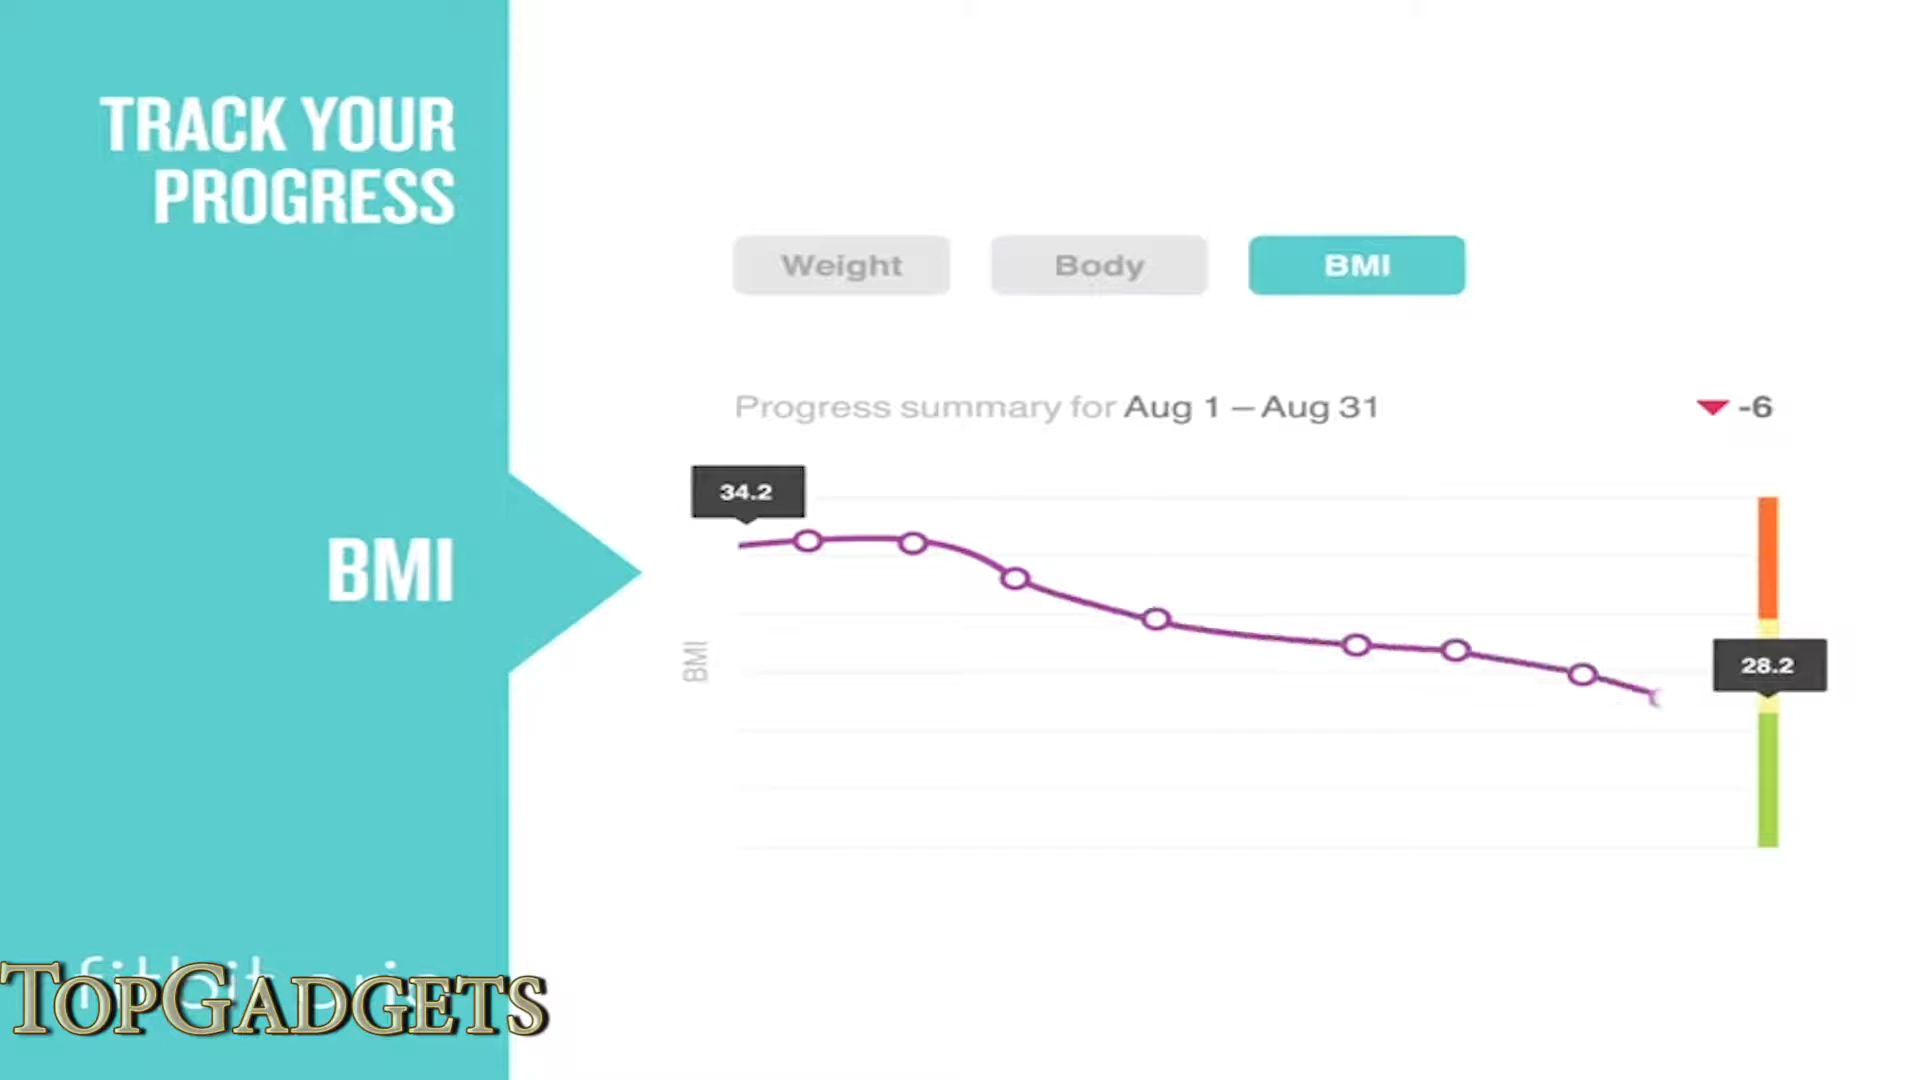 TRACK YOUR
PROGRESS
Weight
Body
BMI
Progress summary for Aug 1 – Aug 31
-6
34.2
BMI
BMI
28.2
TOPGADGETS